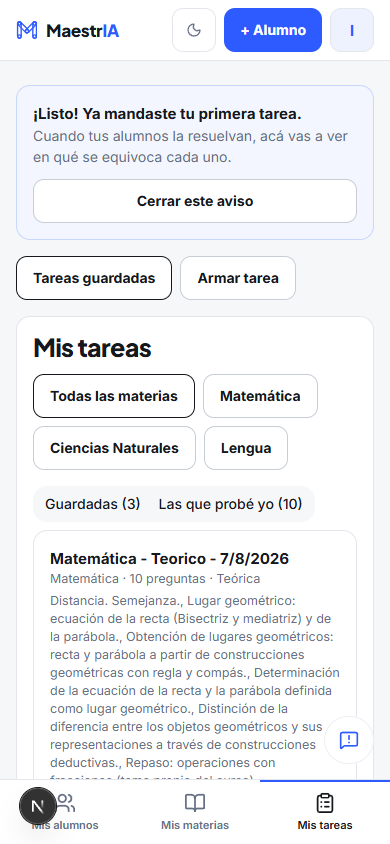 MaestrIA
+ Alumno
I
¡Listo! Ya mandaste tu primera tarea.
Cuando tus alumnos la resuelvan, acá vas a ver
en qué se equivoca cada uno.
Cerrar este aviso
Tareas guardadas
Armar tarea
Mis tareas
Todas las materias
Matemática
Ciencias Naturales
Lengua
Guardadas (3)
Las que probé yo (10)
Matemática - Teorico - 7/8/2026
Matemática · 10 preguntas · Teórica
Distancia. Semejanza., Lugar geométrico:
ecuación de la recta (Bisectriz y mediatriz) y de
la parábola., Obtención de lugares geométricos:
recta y parábola a partir de construcciones
geométricas con regla y compás., Determinación
de la ecuación de la recta y la parábola definida
como lugar geométrico., Distinción de la
diferencia entre los objetos geométricos y sus
representaciones a través de construcciones
deductivas., Repaso: operaciones con
fracciones (tema propio del curso)
N
Mis alumnos
Mis materias
Mis tareas